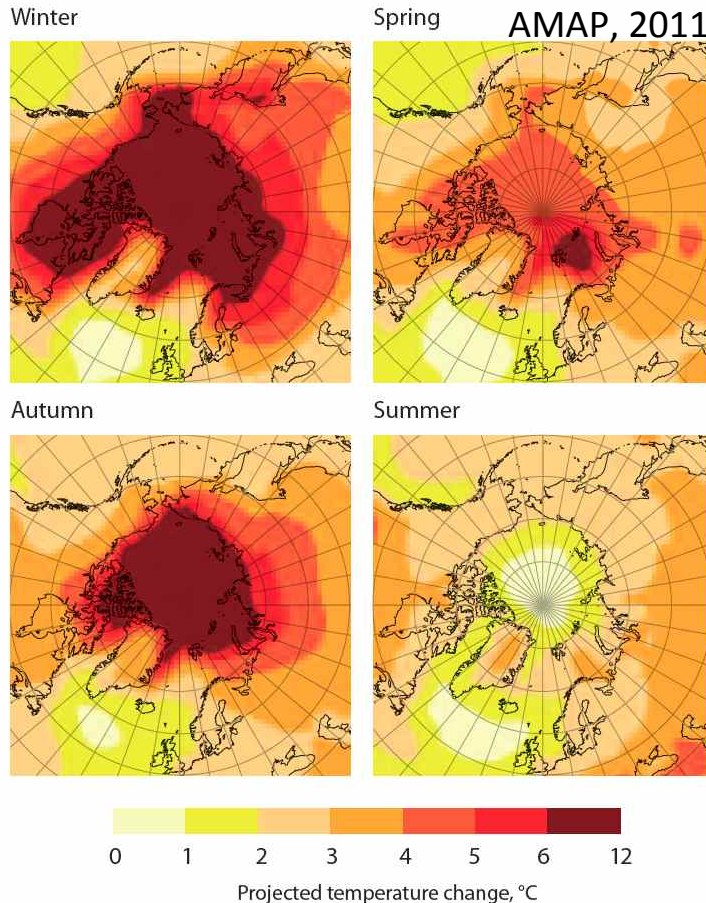 Winter
Spring
AMAP, 2011
Autumn
Summer
0 1 2 3 4 5 6 12
Projected temperature change, °C